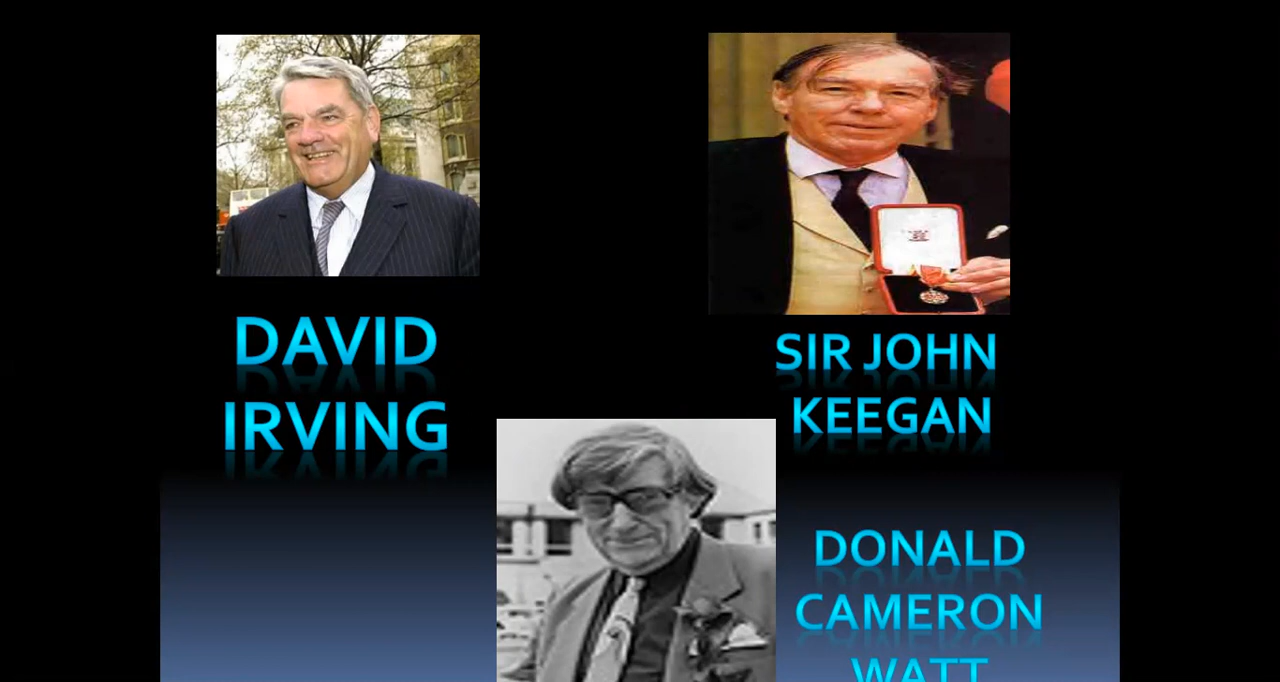 DAVID
IRVING
SIR JOHN
KEEGAN
DONALD
CAMERON
WATT